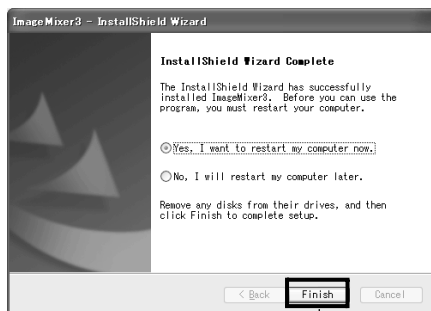 ImageMixer3 - InstallShield Wizard
InstallShield Wizard Complete
The InstallShield Wizard has successfully
installed ImageMixer3. Before you can use the
program, you must restart your computer.
Yes, I want to restart my computer now.
No, I will restart my computer later.
Remove any disks from their drives, and then
click Finish to complete setup.
< Back Finish Cancel